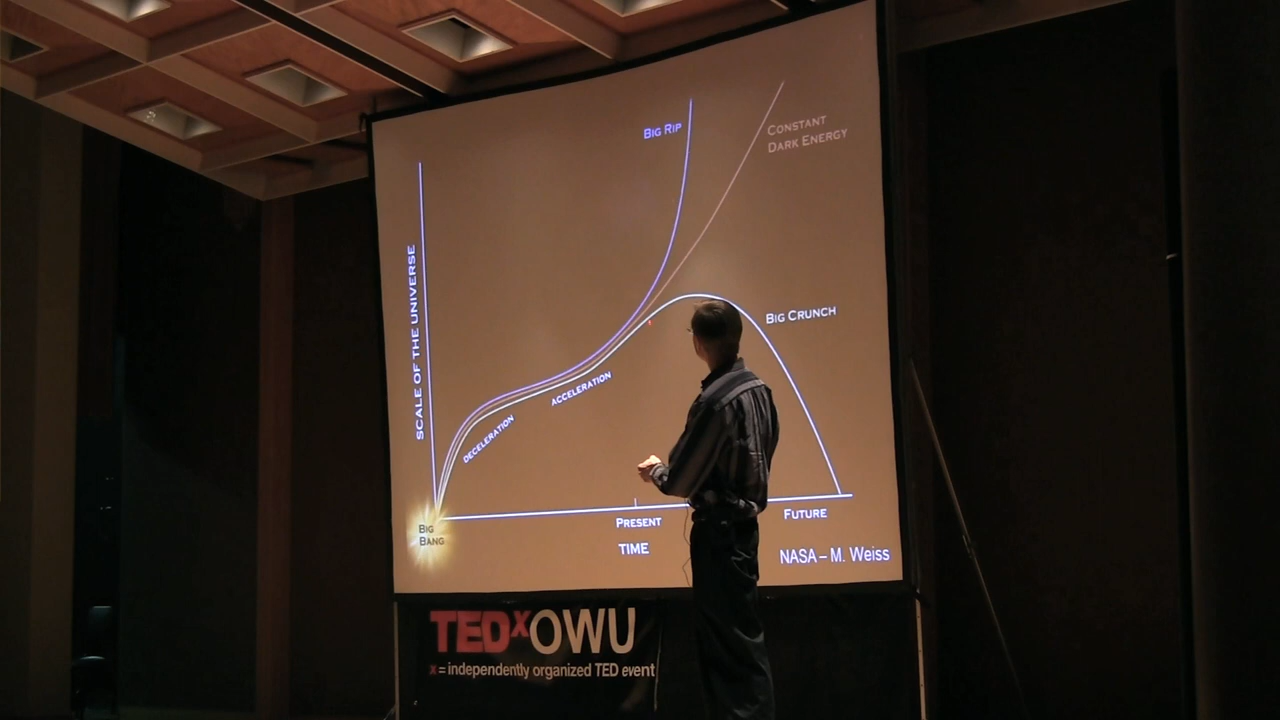 BIG RIP
CONSTANT
DARK ENERGY
SCALE OF THE UNIVERSE
BIG CRUNCH
ACCELERATION
DECELERATION
BIG
BANG
PRESENT
FUTURE
TIME
NASA – M. Weiss
TEDxOWU
x = independently organized TED event